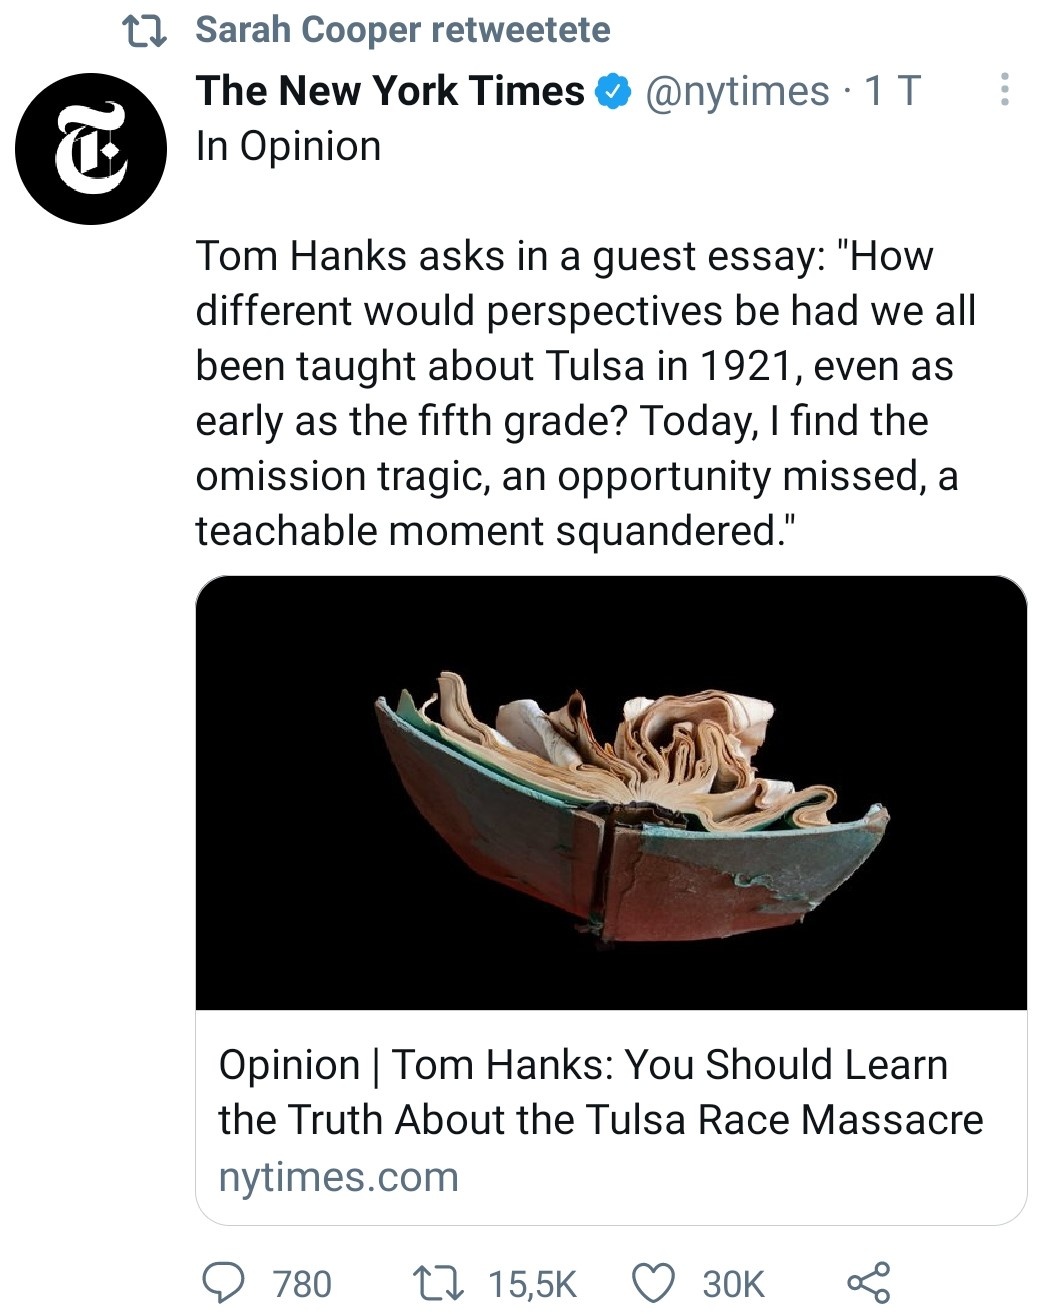 Sarah Cooper retweetete
The New York Times @nytimes · 1 T
In Opinion
Tom Hanks asks in a guest essay: "How
different would perspectives be had we all
been taught about Tulsa in 1921, even as
early as the fifth grade? Today, I find the
omission tragic, an opportunity missed, a
teachable moment squandered."
Opinion | Tom Hanks: You Should Learn
the Truth About the Tulsa Race Massacre
nytimes.com
780 15,5K 30K